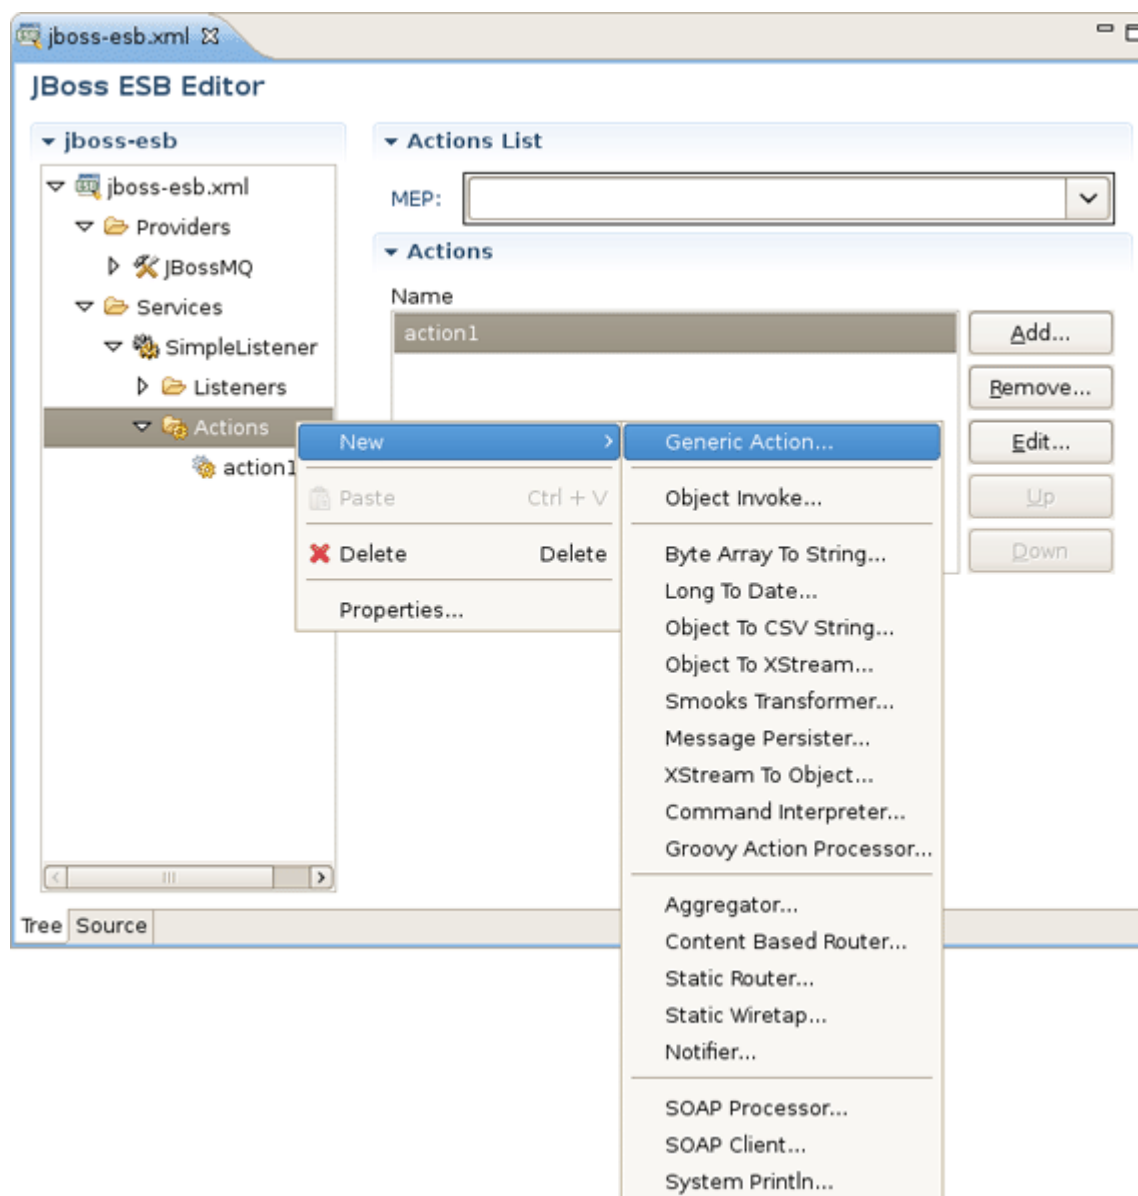 jboss-esb.xml
JBoss ESB Editor
jboss-esb
jboss-esb.xml
Providers
JBossMQ
Services
SimpleListener
Listeners
Actions
action1
Actions List
MEP:
Actions
Name
action1
Add...
Remove...
Edit...
Up
Down
New
Paste Ctrl + V
Delete Delete
Properties...
Generic Action...
Object Invoke...
Byte Array To String...
Long To Date...
Object To CSV String...
Object To XStream...
Smooks Transformer...
Message Persister...
XStream To Object...
Command Interpreter...
Groovy Action Processor...
Aggregator...
Content Based Router...
Static Router...
Static Wiretap...
Notifier...
SOAP Processor...
SOAP Client...
System Println...
Tree Source